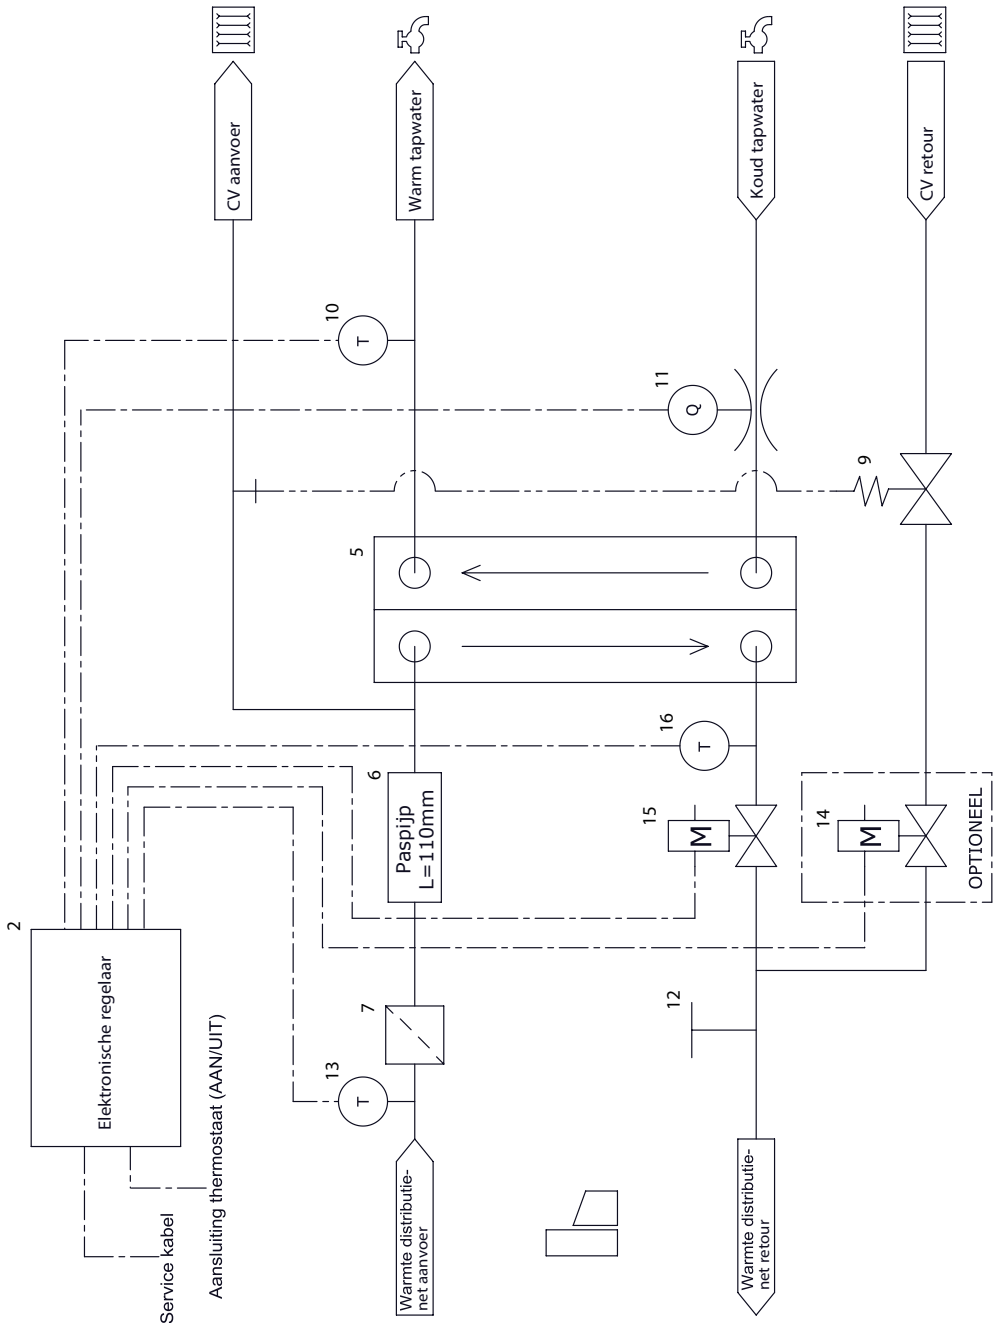 CV aanvoer
Warm tapwater
Koud tapwater
CV retour
10
T
11
Q
9
5
16
T
6
Paspijp
L=110mm
15
M
14
M
OPTIONEEL
2
Elektronische regelaar
7
12
13
T
Aansluiting thermostaat (AAN/UIT)
Service kabel
Warmte distributie-
net aanvoer
Warmte distributie-
net retour